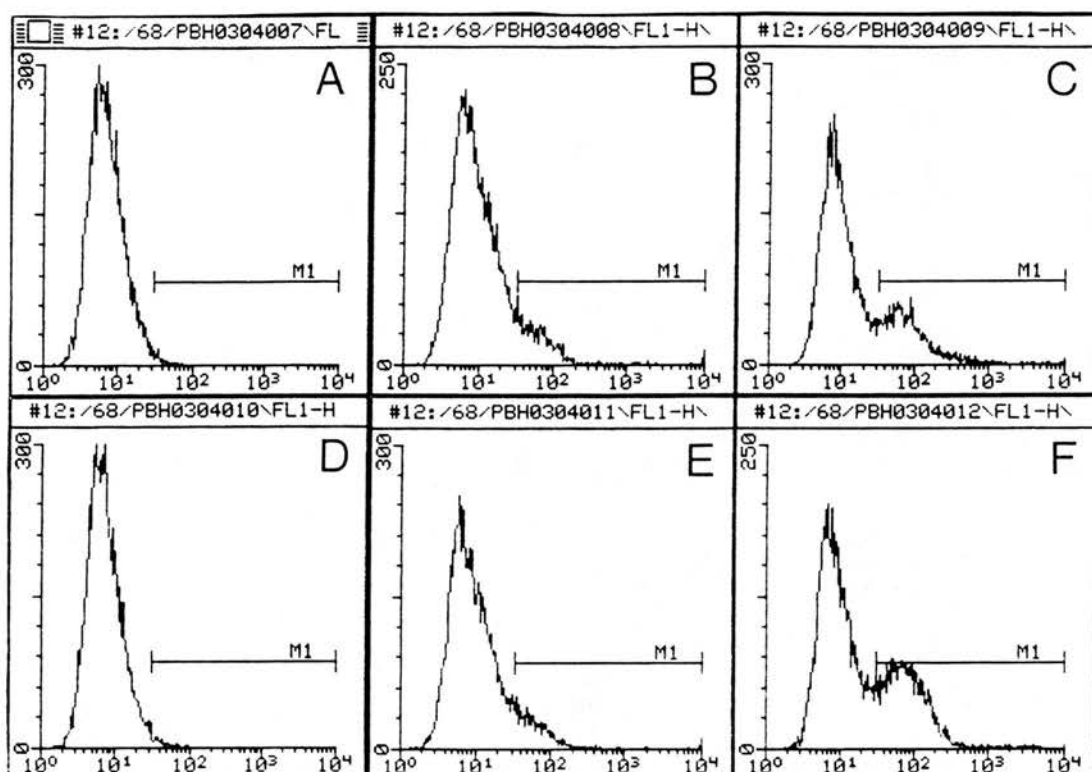 #12:/68/PBH0304007\FL
#12:/68/PBH0304008\FL1-H\
#12:/68/PBH0304009\FL1-H\
300
A
M1
0
10⁰ 10¹ 10² 10³ 10⁴
250
B
M1
0
10⁰ 10¹ 10² 10³ 10⁴
300
C
M1
0
10⁰ 10¹ 10² 10³ 10⁴
#12:/68/PBH0304010\FL1-H
#12:/68/PBH0304011\FL1-H\
#12:/68/PBH0304012\FL1-H\
300
D
M1
0
10⁰ 10¹ 10² 10³ 10⁴
300
E
M1
0
10⁰ 10¹ 10² 10³ 10⁴
250
F
M1
0
10⁰ 10¹ 10² 10³ 10⁴